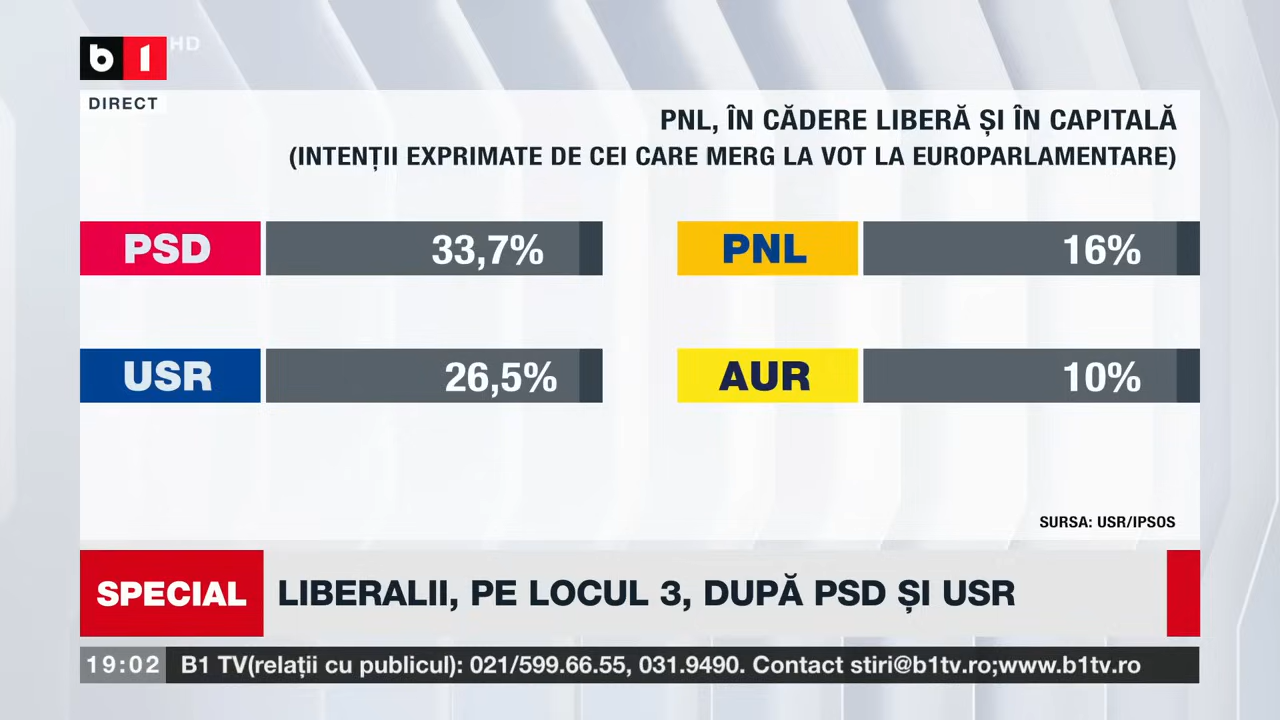 b1 HD
DIRECT
PNL, ÎN CĂDERE LIBERĂ ȘI ÎN CAPITALĂ
(INTENȚII EXPRIMATE DE CEI CARE MERG LA VOT LA EUROPARLAMENTARE)
PSD 33,7%
PNL 16%
USR 26,5%
AUR 10%
SURSA: USR/IPSOS
SPECIAL LIBERALII, PE LOCUL 3, DUPĂ PSD ȘI USR
19:02 B1 TV(relații cu publicul): 021/599.66.55, 031.9490. Contact stiri@b1tv.ro;www.b1tv.ro